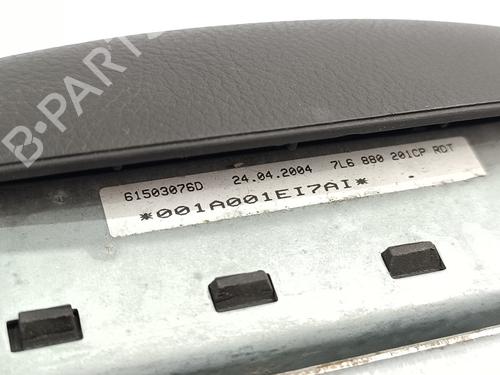 B-PARTS
61503076D 24.04.2004 7L6 880 201CP RDT
*001A001EI7AI*